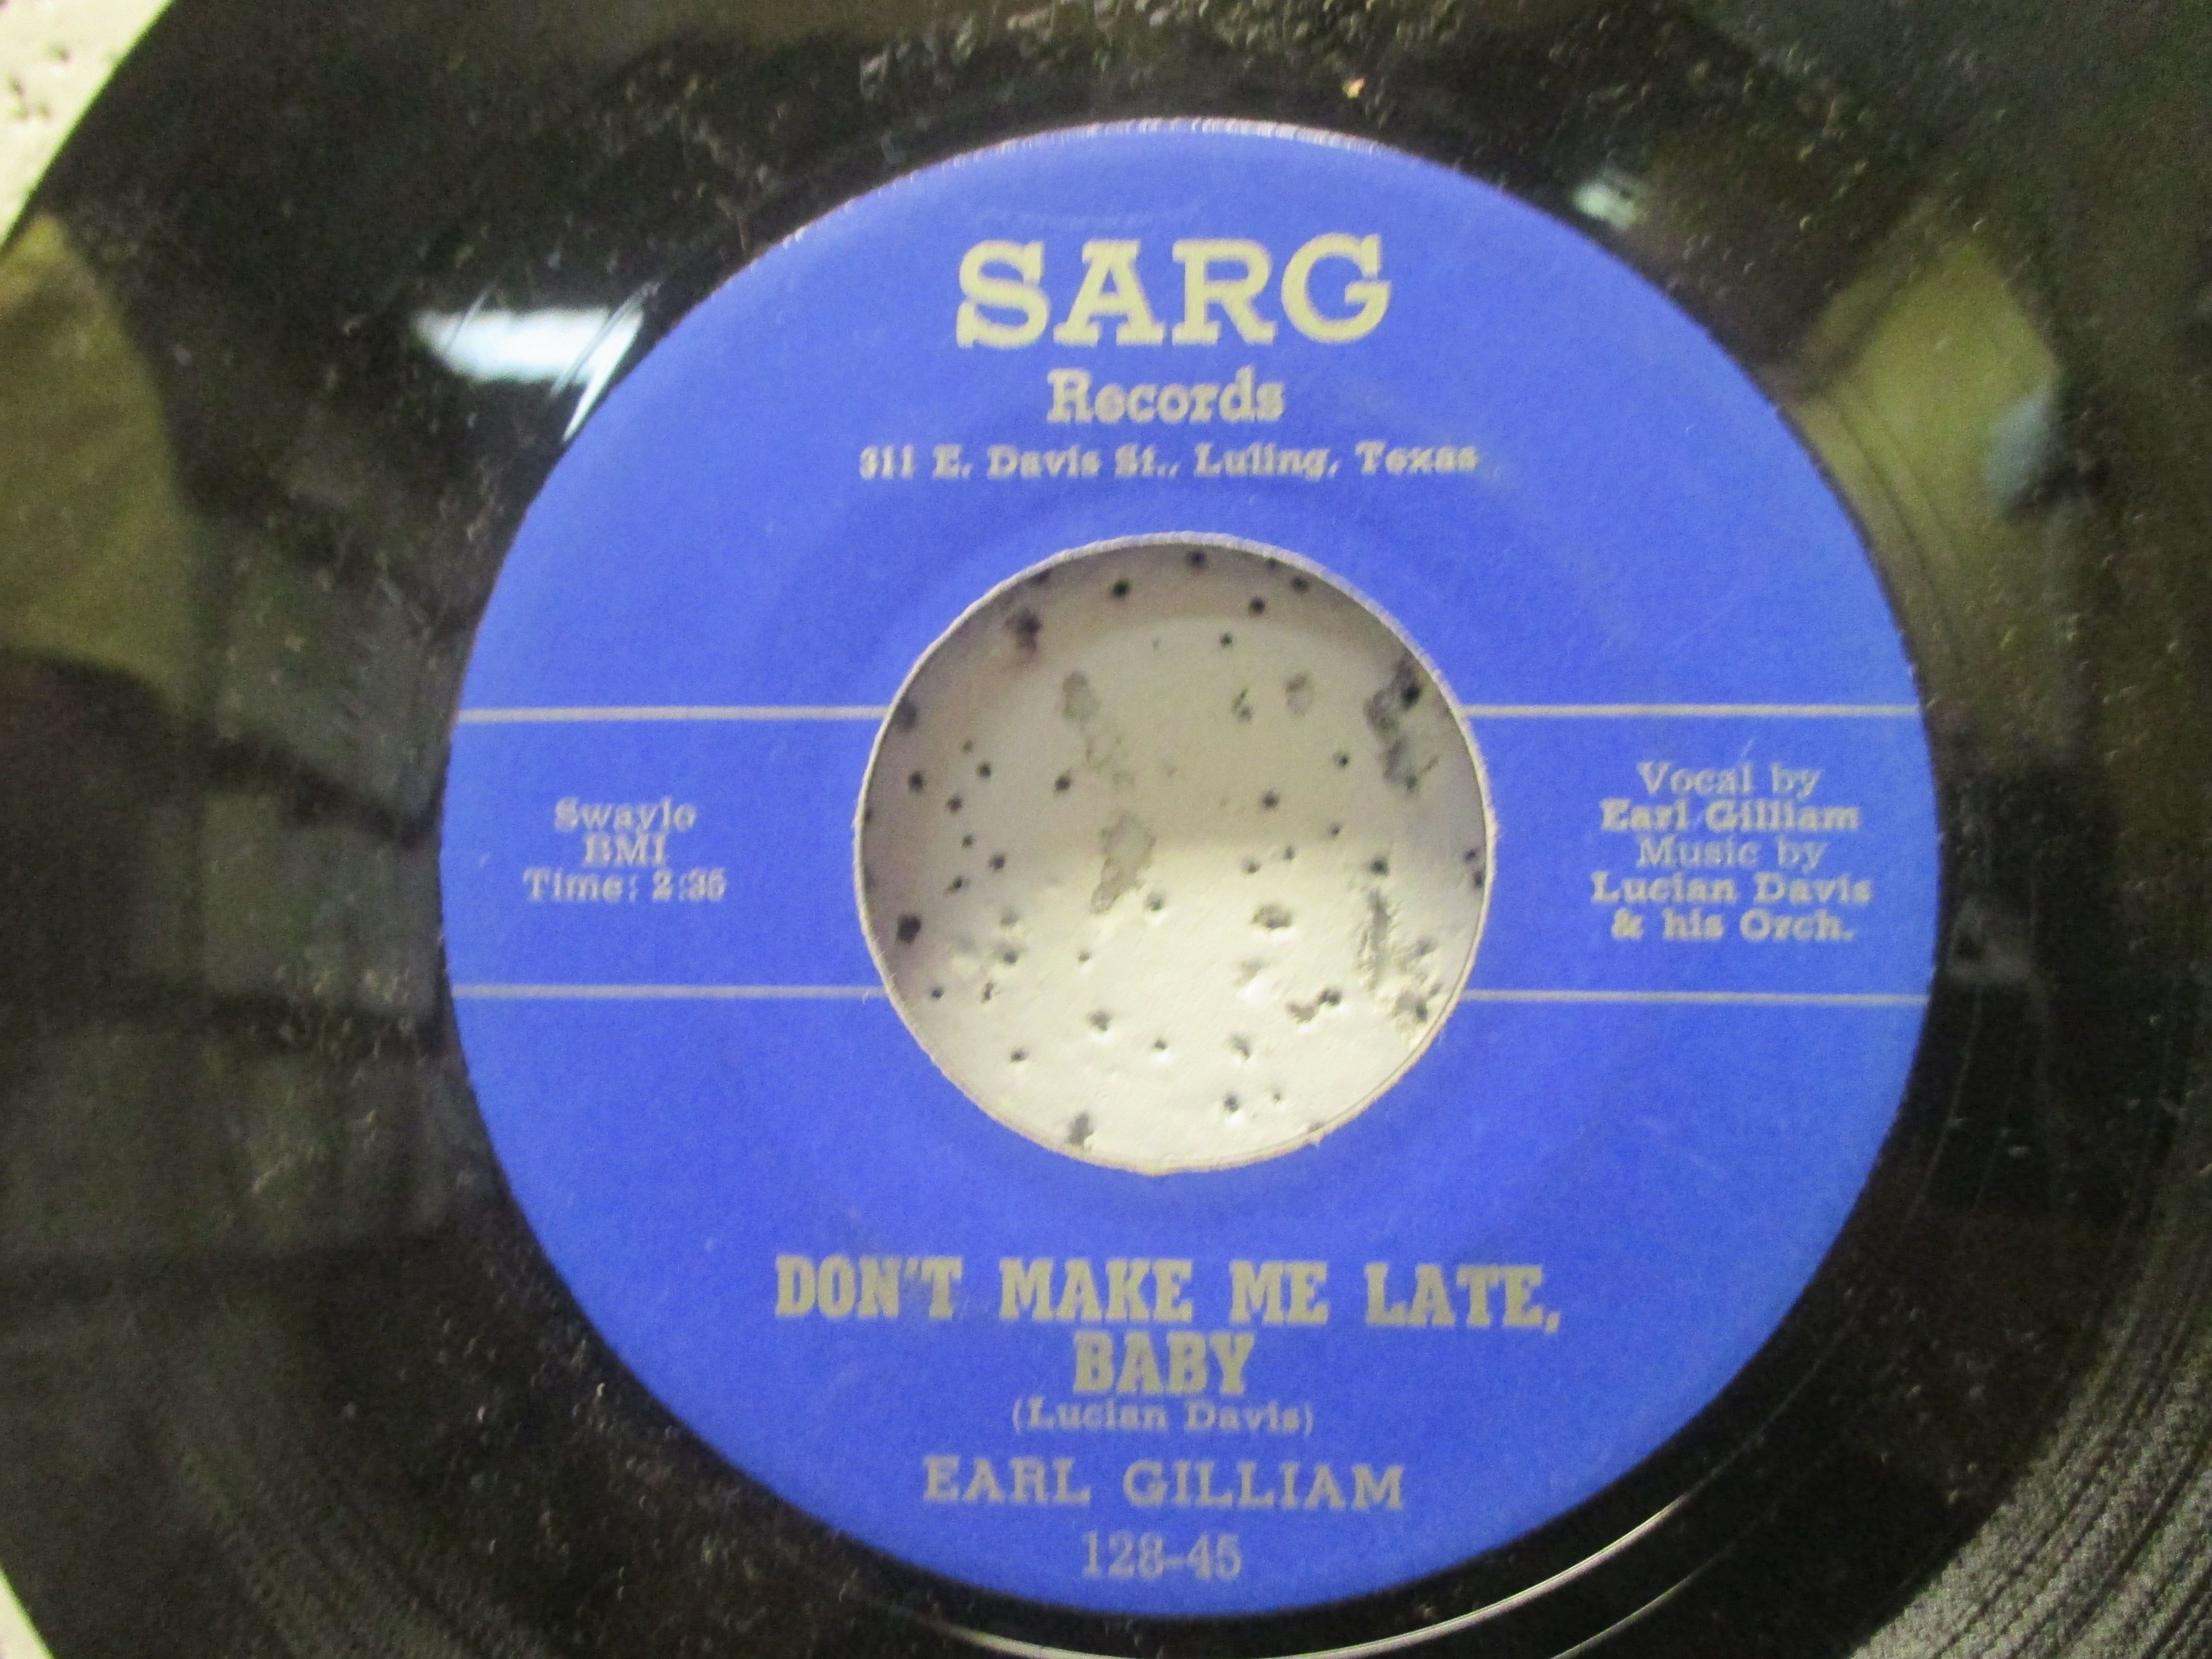 SARG
Records
311 E. Davis St., Luling, Texas
Swaylo
BMI
Time: 2:35
Vocal by
Earl Gilliam
Music by
Lucian Davis
& his Orch.
DON'T MAKE ME LATE,
BABY
(Lucian Davis)
EARL GILLIAM
128-45